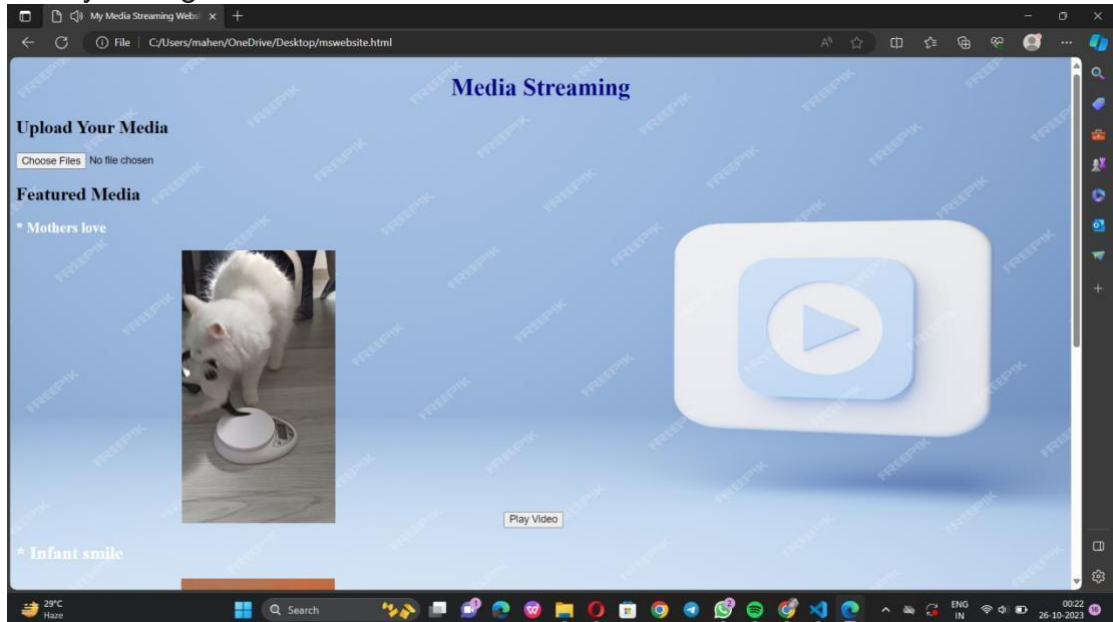 My Media Streaming Websi
File C:/Users/mahen/OneDrive/Desktop/mswebsite.html
Media Streaming
Upload Your Media
Choose Files No file chosen
Featured Media
* Mothers love
Play Video
* Infant smile
FREEPIK
29°C
Haze
Search
ENG
IN
00:22
26-10-2023